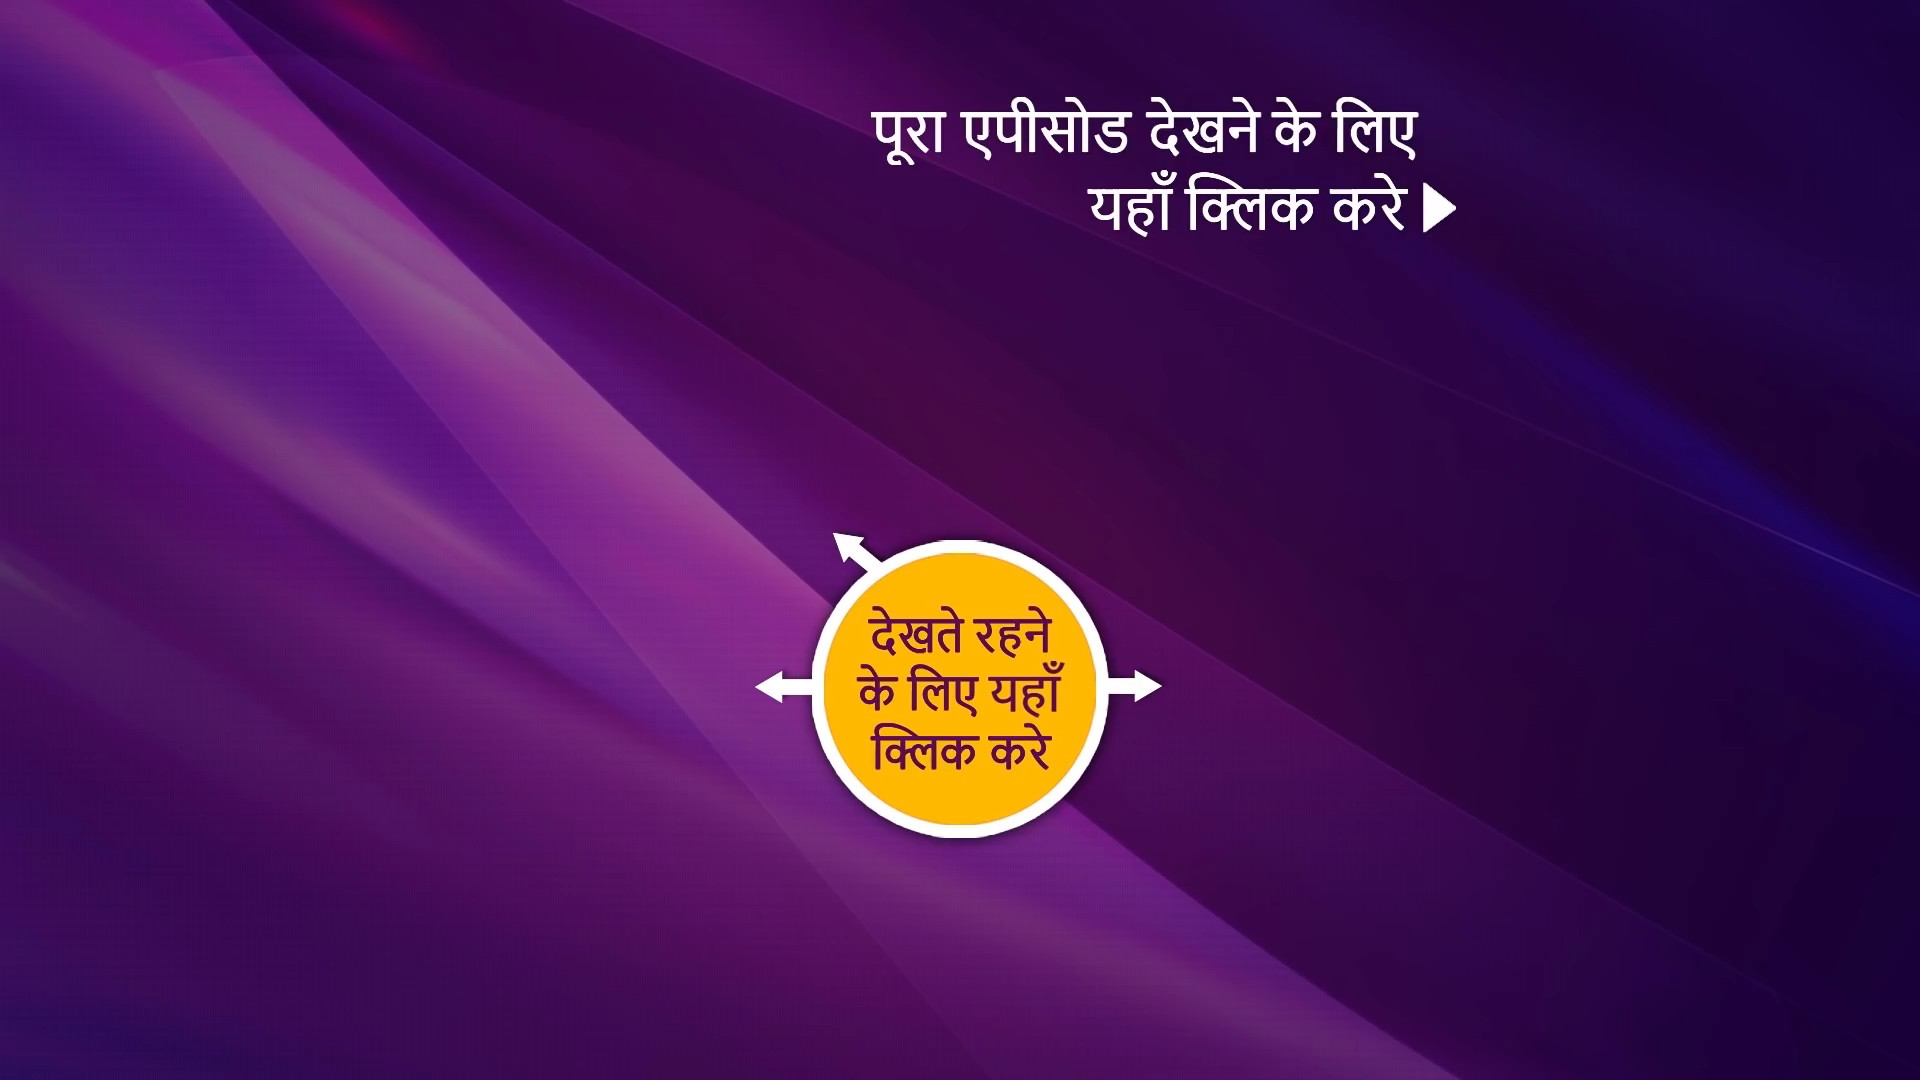 पूरा एपीसोड देखने के लिए
यहाँ क्लिक करे
देखते रहने
के लिए यहाँ
क्लिक करे